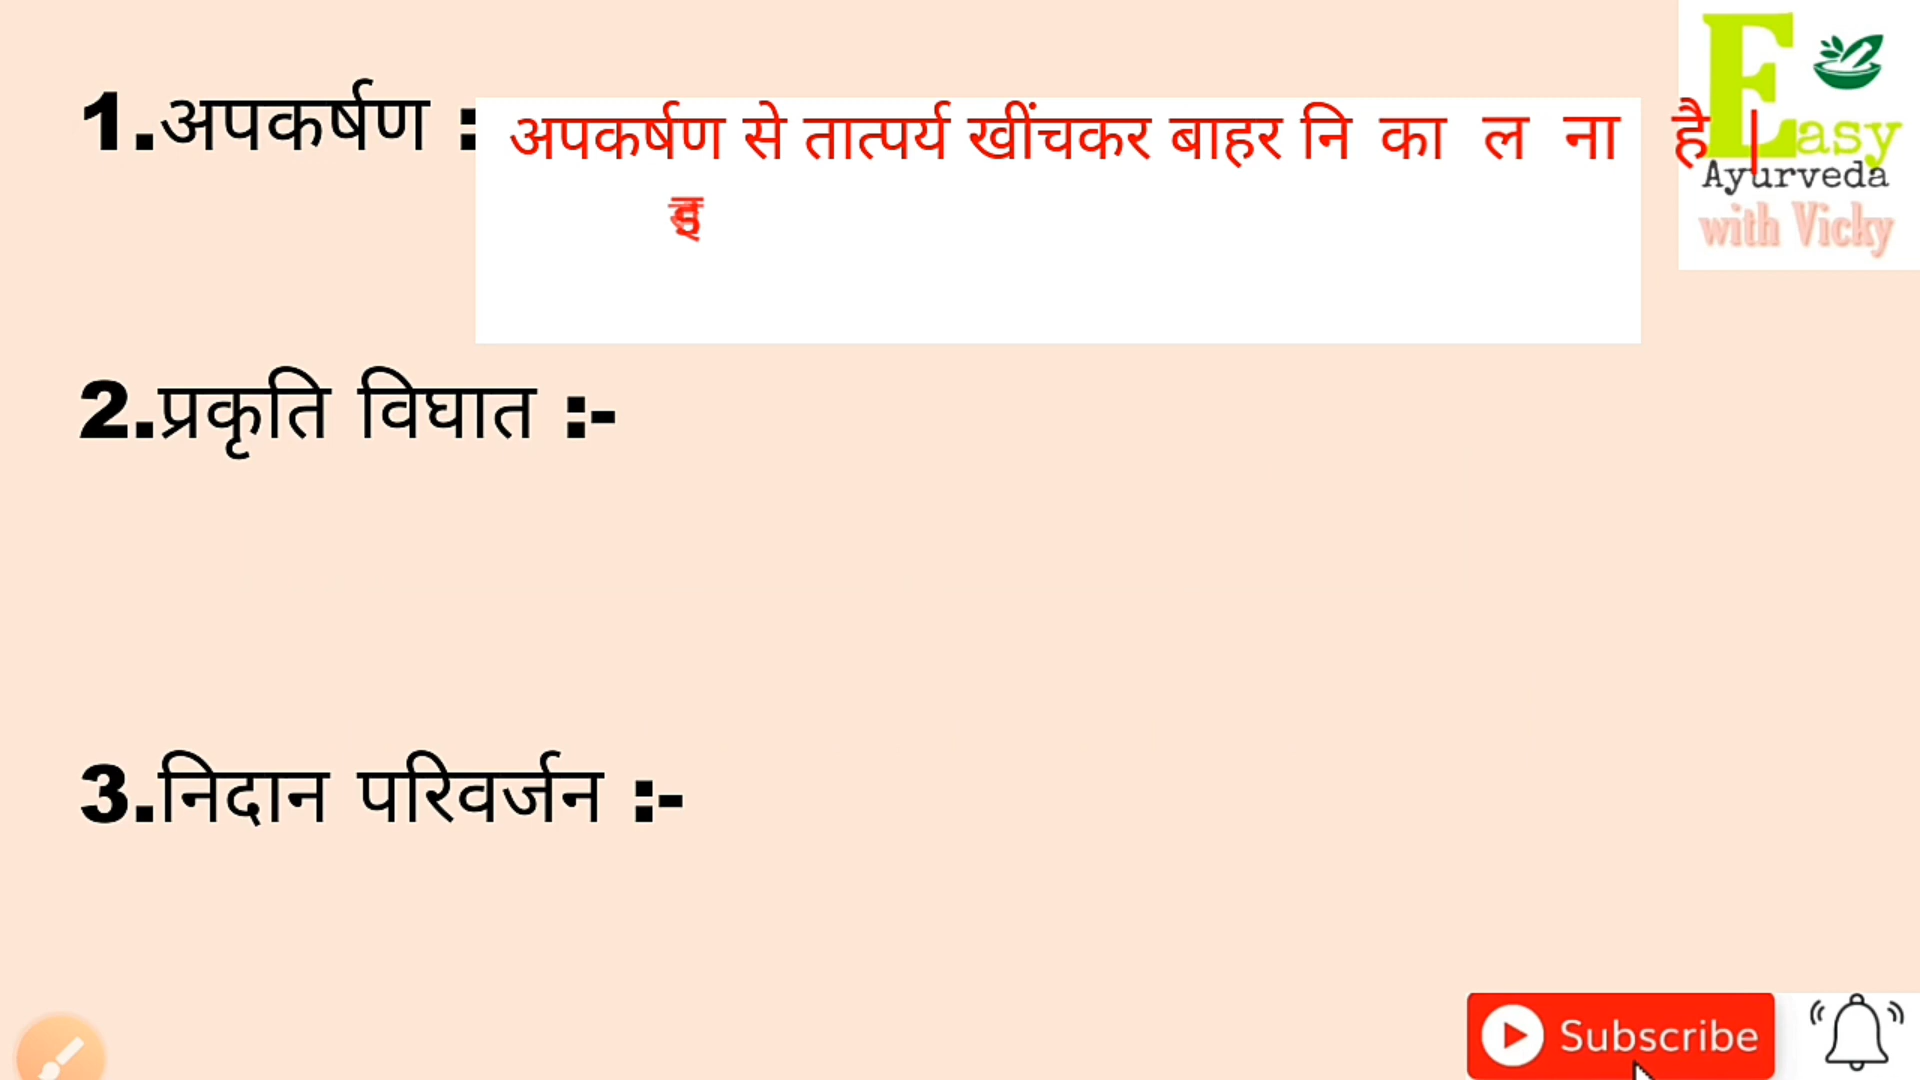 1.अपकर्षण :
अपकर्षण से तात्पर्य खींचकर बाहर नि का ल ना है |
2.प्रकृति विघात :-
3.निदान परिवर्जन :-
Easy
Ayurveda
with Vicky
Subscribe